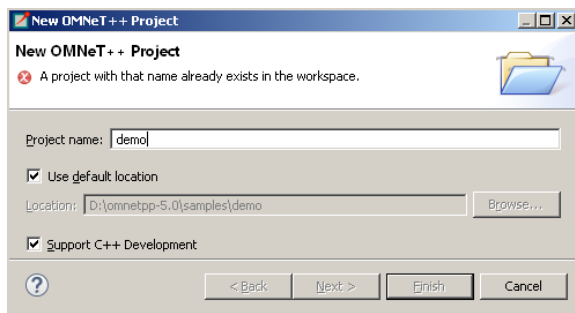 New OMNeT++ Project
New OMNeT++ Project
A project with that name already exists in the workspace.
Project name: demo
Use default location
Location: D:\omnetpp-5.0\samples\demo Browse...
Support C++ Development
? < Back Next > Finish Cancel